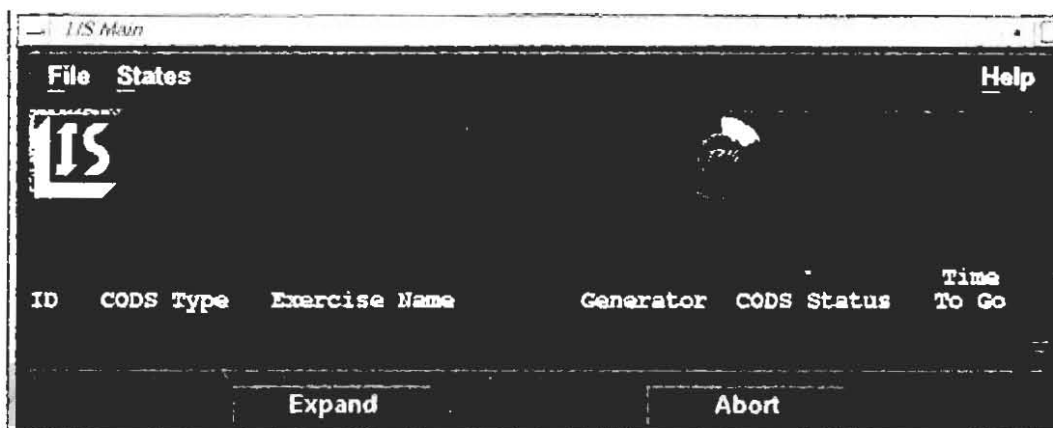 LIS Main
File States Help
LIS
Time
ID CODS Type Exercise Name Generator CODS Status To Go
Expand Abort